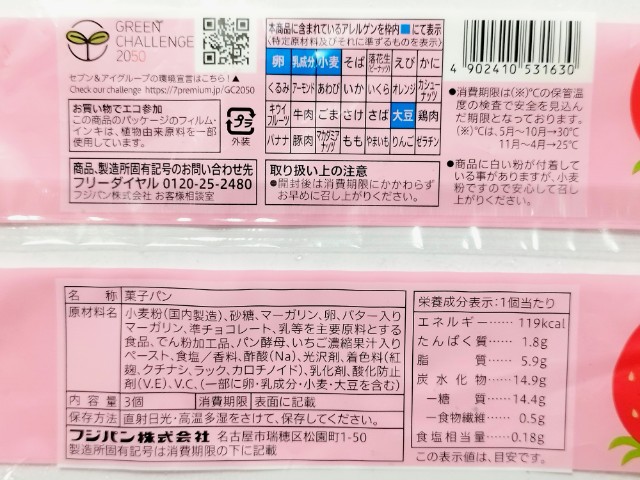 GREEN
CHALLENGE
2050
セブン&アイグループの環境宣言はこちら!▲
Check our challenge https://7premium.jp/GC2050
お買い物でエコ参加
この商品のパッケージのフィルム・
インキは、植物由来原料を一部
使用しています。
プラ
外装
商品、製造所固有記号のお問い合わせ先
フリーダイヤル 0120-25-2480
フジパン株式会社 お客様相談室
本商品に含まれているアレルゲンを枠内■にて表示
(特定原材料及びそれに準ずるものを表示)
卵 乳成分 小麦 そば 落花生(ピーナッツ) えび かに
くるみ アーモンド あわび いか いくら オレンジ カシューナッツ
キウイフルーツ 牛肉 ごま さけ さば 大豆 鶏肉
バナナ 豚肉 マカダミアナッツ もも やまいも りんご ゼラチン
取り扱い上の注意
●開封後は消費期限にかかわらず
お早めに召し上がりください。
4902410531630
●消費期限は(※)の保管温
度の検査で安全を見込ん
だ期限となっております。
(※)℃は、5月~10月→30℃
11月~4月→25℃
●商品に白い粉が付着して
いる事がありますが、小麦
粉ですので安心して召し
上がりください。
名 称 菓子パン
原材料名 小麦粉(国内製造)、砂糖、マーガリン、卵、バター入り
マーガリン、準チョコレート、乳等を主要原料とする
食品、でん粉加工品、パン酵母、いちご濃縮果汁入り
ペースト、食塩/香料、酢酸(Na)、光沢剤、着色料(紅
麹、クチナシ、ラック、カロチノイド)、乳化剤、酸化防止
剤(V.E)、V.C、(一部に卵・乳成分・小麦・大豆を含む)
内 容 量 3個 消費期限 表面に記載
保存方法 直射日光・高温多湿をさけて、保存してください。
フジパン株式会社 名古屋市瑞穂区松園町1-50
製造所固有記号は消費期限の下に記載
栄養成分表示:1個当たり
エネルギー……119kcal
たんぱく質……1.8g
脂 質……5.9g
炭水化物……14.9g
-糖質……14.4g
-食物繊維……0.5g
食塩相当量……0.18g
この表示値は、目安です。